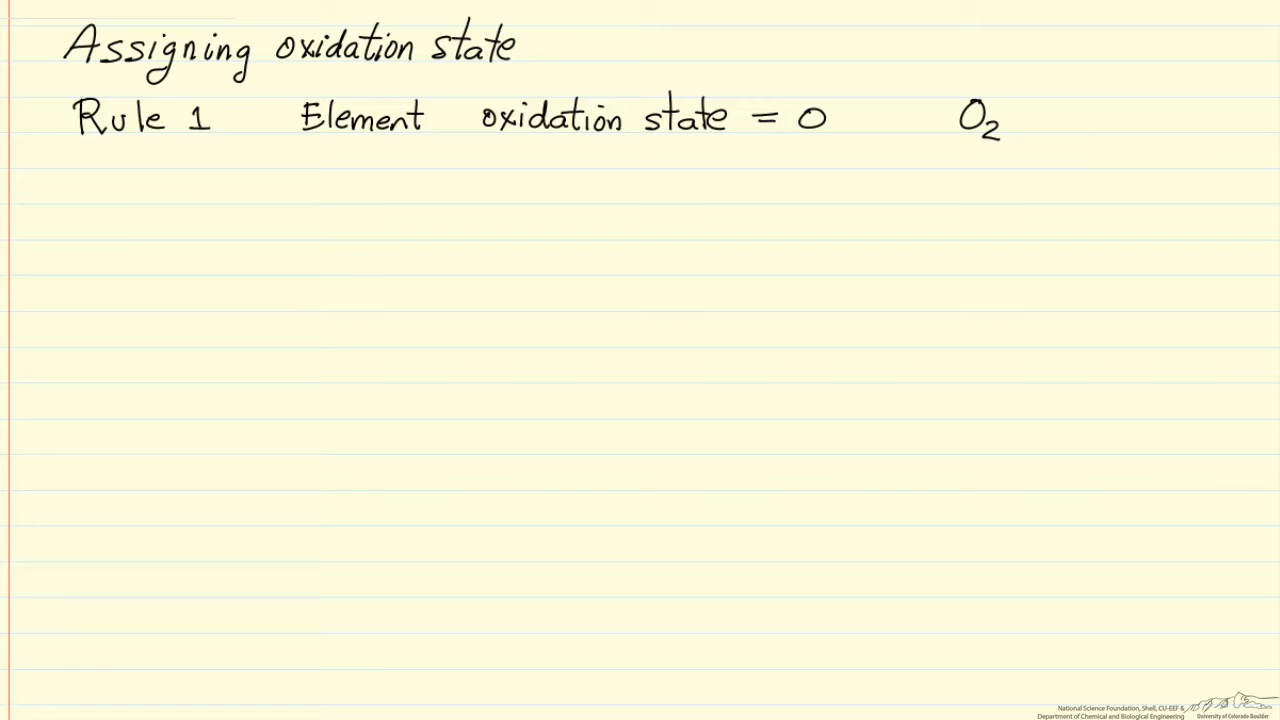 Assigning oxidation state
Rule 1 Element oxidation state = 0 O₂
National Science Foundation, Shell, CU-EEF &
Department of Chemical and Biological Engineering
University of Colorado Boulder